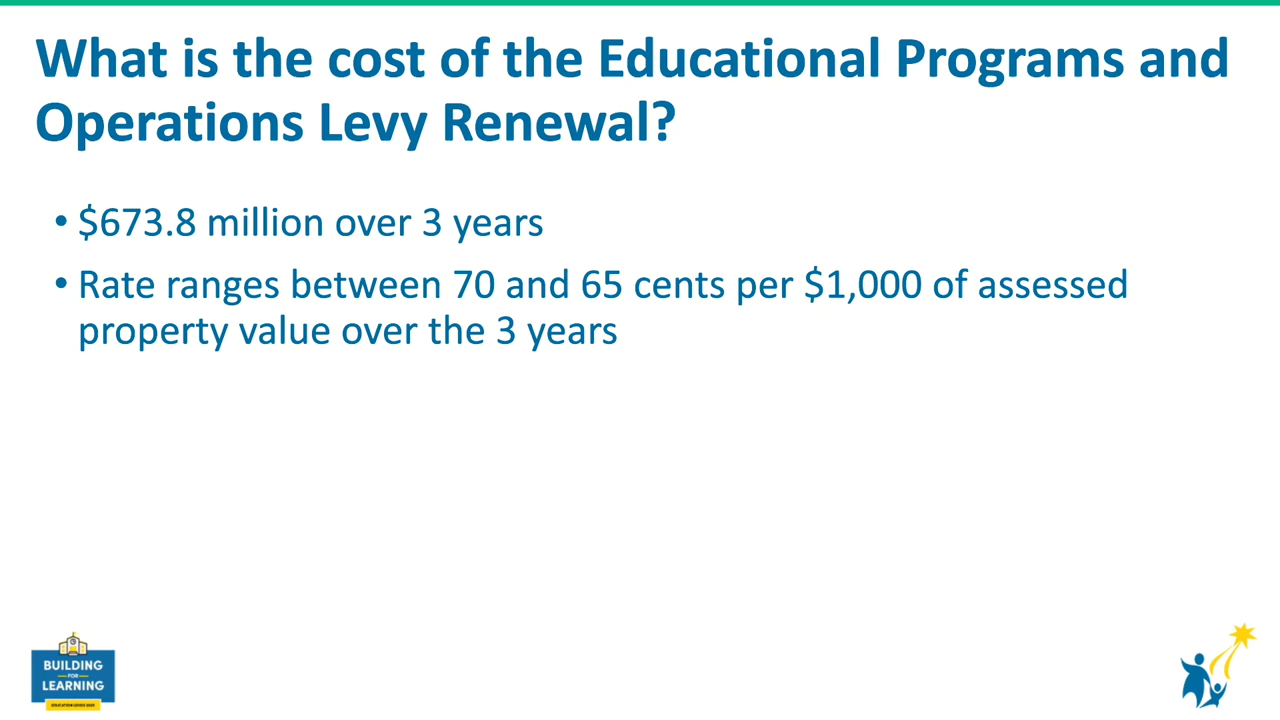 What is the cost of the Educational Programs and
Operations Levy Renewal?
• $673.8 million over 3 years
• Rate ranges between 70 and 65 cents per $1,000 of assessed
property value over the 3 years
BUILDING
FOR
LEARNING